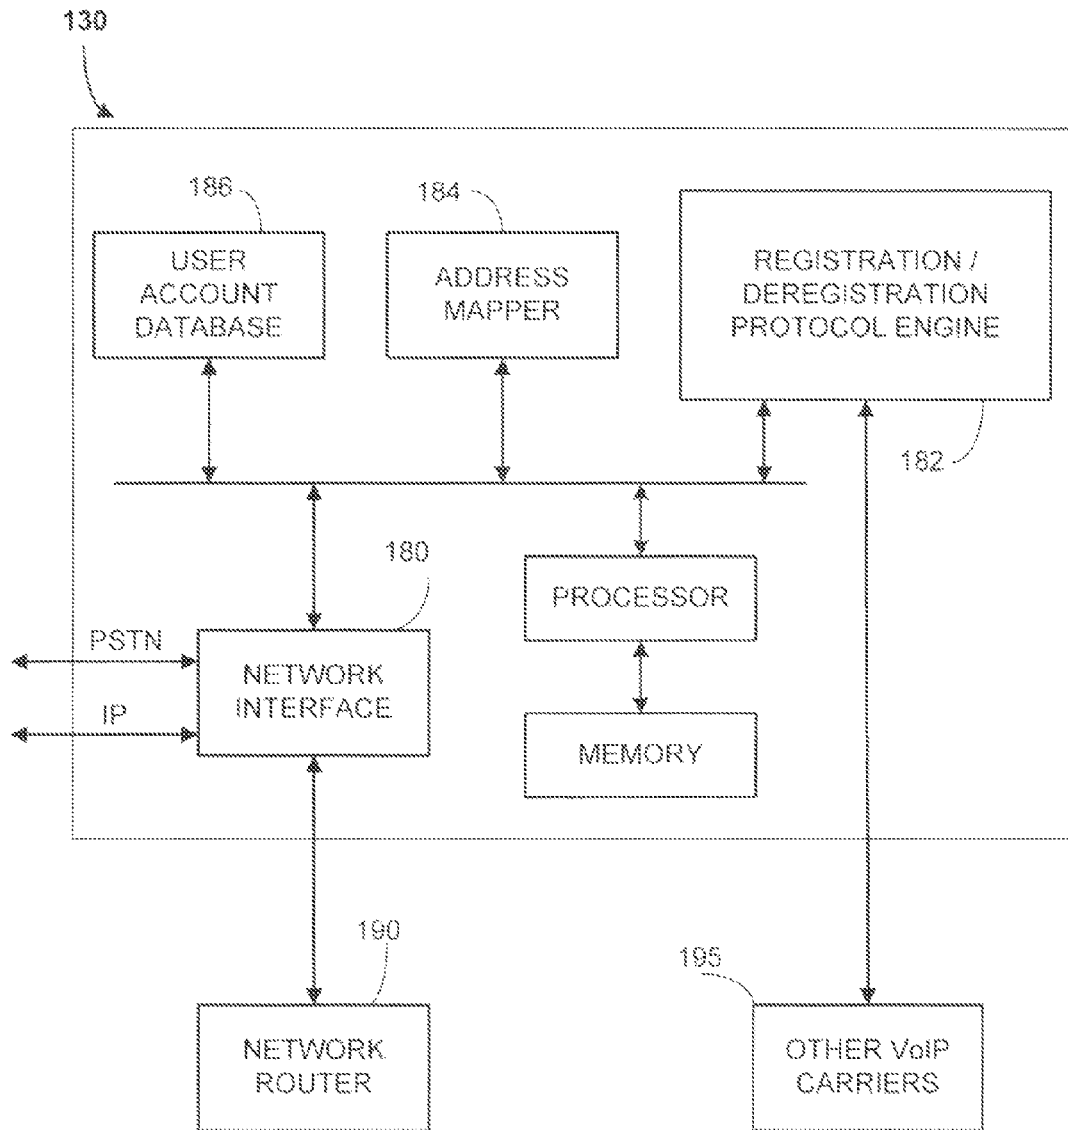 130
186
184
USER
ACCOUNT
DATABASE
ADDRESS
MAPPER
REGISTRATION /
DEREGISTRATION
PROTOCOL ENGINE
182
180
PROCESSOR
PSTN
NETWORK
INTERFACE
IP
MEMORY
190
195
NETWORK
ROUTER
OTHER VoIP
CARRIERS